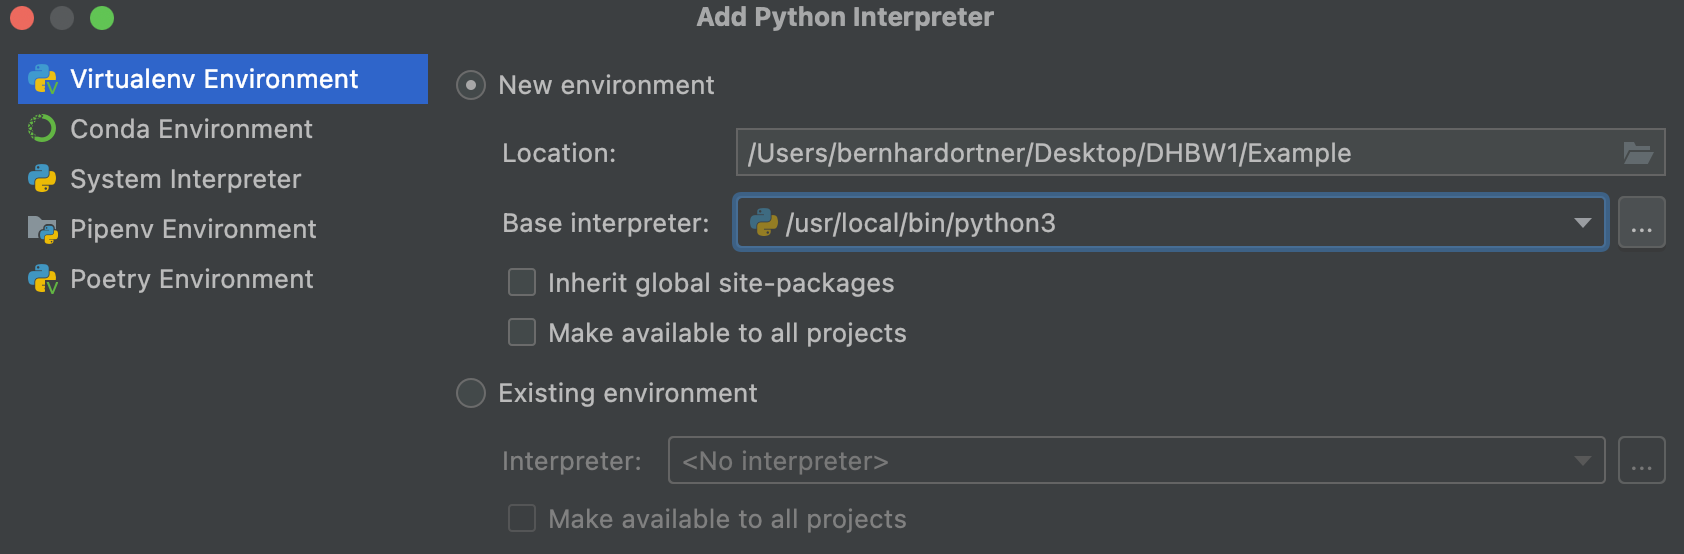 Add Python Interpreter
Virtualenv Environment
Conda Environment
System Interpreter
Pipenv Environment
Poetry Environment
New environment
Location: /Users/bernhardortner/Desktop/DHBW1/Example
Base interpreter: /usr/local/bin/python3 ...
Inherit global site-packages
Make available to all projects
Existing environment
Interpreter: <No interpreter> ...
Make available to all projects